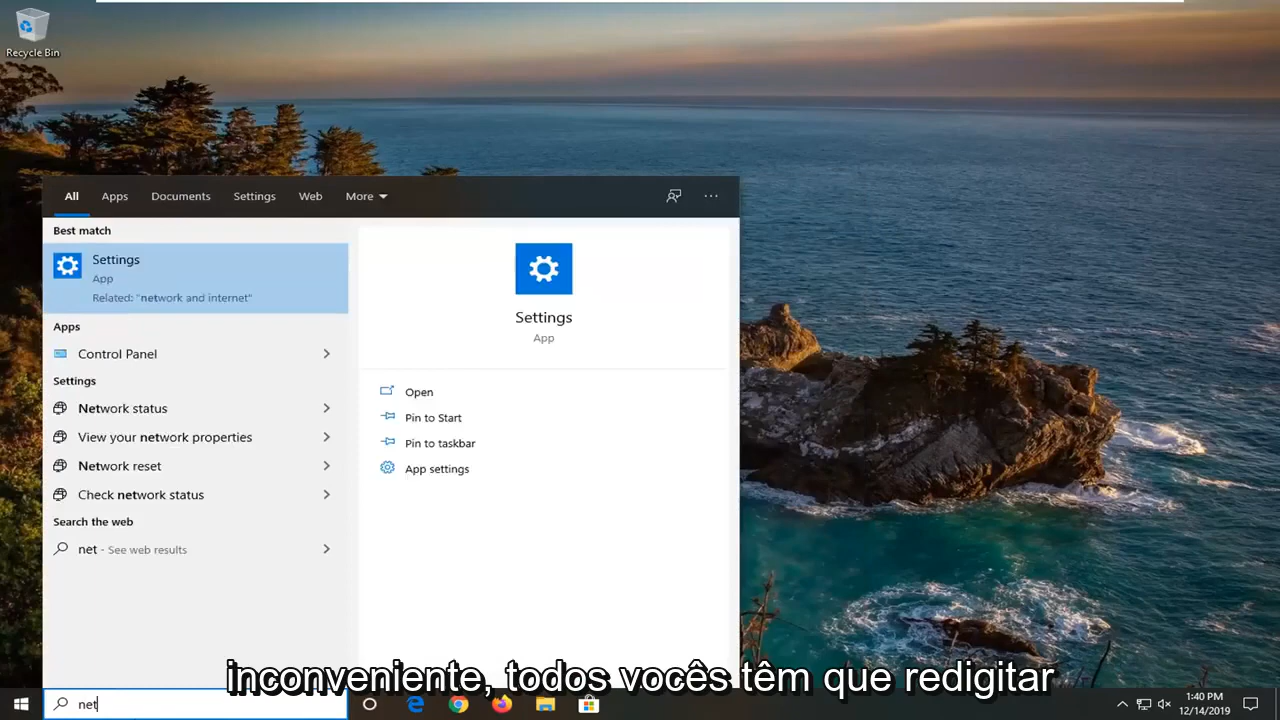 Recycle Bin
All Apps Documents Settings Web More
Best match
Settings
App
Related: "network and internet"
Apps
Control Panel
Settings
Network status
View your network properties
Network reset
Check network status
Search the web
net - See web results
Settings
App
Open
Pin to Start
Pin to taskbar
App settings
inconveniente, todos vocês têm que redigitar
net
1:40 PM
12/14/2019